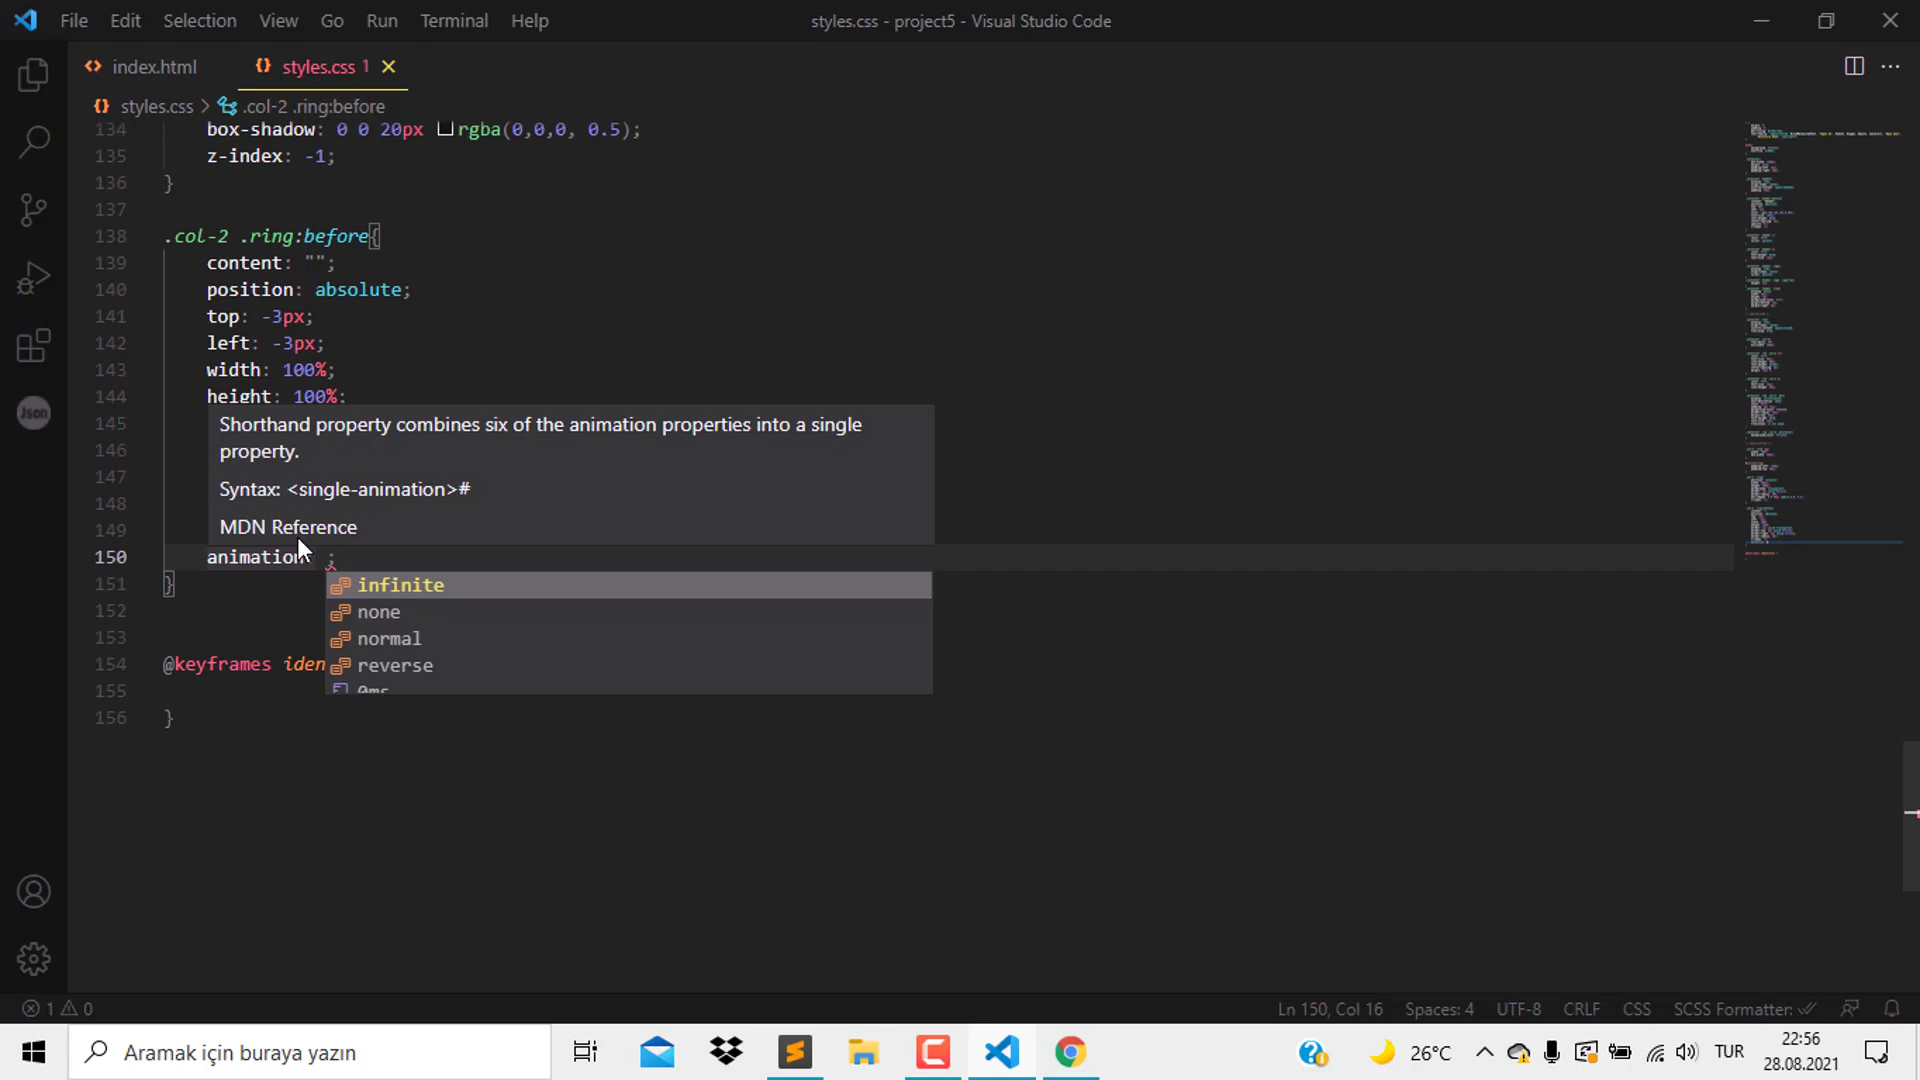 File Edit Selection View Go Run Terminal Help
styles.css - project5 - Visual Studio Code
index.html
styles.css 1
styles.css > .col-2 .ring:before
134 box-shadow: 0 0 20px rgba(0,0,0, 0.5);
135 z-index: -1;
136 }
137
138 .col-2 .ring:before{
139 content: "";
140 position: absolute;
141 top: -3px;
142 left: -3px;
143 width: 100%;
144 height: 100%;
145
146
147
148
149
Shorthand property combines six of the animation properties into a single
property.
Syntax: <single-animation>#
MDN Reference
150 animation ;
151 }
152
153
154 @keyframes iden
155
156 }
infinite
none
normal
reverse
0ms
Json
1 0
Ln 150, Col 16 Spaces: 4 UTF-8 CRLF CSS SCSS Formatter:
Aramak için buraya yazın
26°C
TUR
22:56
28.08.2021